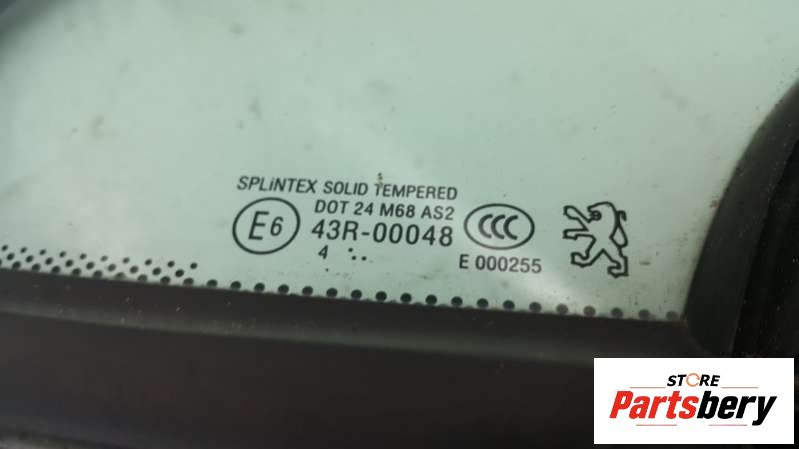 SPLiNTEX SOLID TEMPERED
DOT 24 M68 AS2
E6 43R-00048 CCC
4 E 000255
STORE
Partsbery